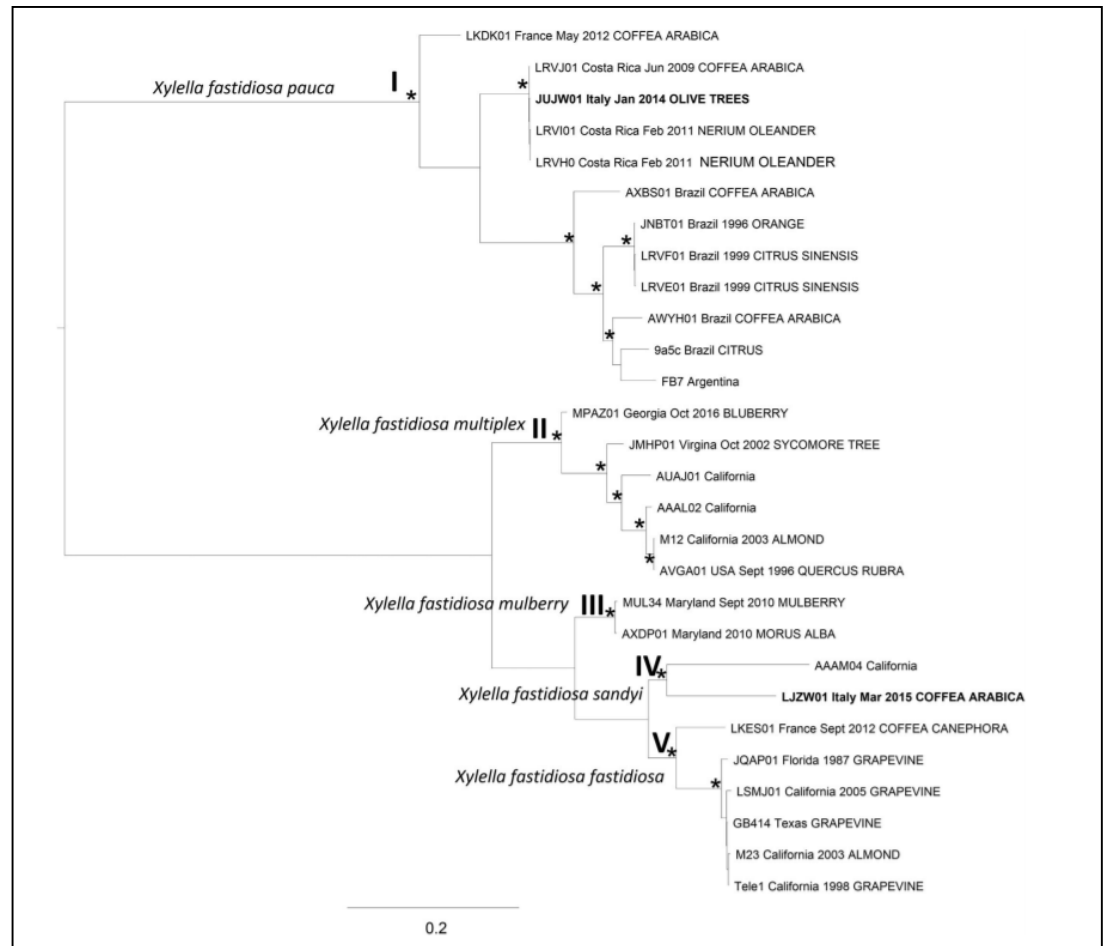 LKDK01 France May 2012 COFFEA ARABICA
I
*
Xylella fastidiosa pauca
LRVJ01 Costa Rica Jun 2009 COFFEA ARABICA
*
JUJW01 Italy Jan 2014 OLIVE TREES
LRVI01 Costa Rica Feb 2011 NERIUM OLEANDER
LRVH0 Costa Rica Feb 2011 NERIUM OLEANDER
AXBS01 Brazil COFFEA ARABICA
*
JNBT01 Brazil 1996 ORANGE
*
LRVF01 Brazil 1999 CITRUS SINENSIS
LRVE01 Brazil 1999 CITRUS SINENSIS
*
AWYH01 Brazil COFFEA ARABICA
*
9a5c Brazil CITRUS
FB7 Argentina
MPAZ01 Georgia Oct 2016 BLUBERRY
Xylella fastidiosa multiplex II *
JMHP01 Virgina Oct 2002 SYCOMORE TREE
*
AUAJ01 California
*
AAAL02 California
*
M12 California 2003 ALMOND
*
AVGA01 USA Sept 1996 QUERCUS RUBRA
Xylella fastidiosa mulberry III *
MUL34 Maryland Sept 2010 MULBERRY
AXDP01 Maryland 2010 MORUS ALBA
IV *
AAAM04 California
Xylella fastidiosa sandyi
LJZW01 Italy Mar 2015 COFFEA ARABICA
LKES01 France Sept 2012 COFFEA CANEPHORA
V *
JQAP01 Florida 1987 GRAPEVINE
Xylella fastidiosa fastidiosa
*
LSMJ01 California 2005 GRAPEVINE
GB414 Texas GRAPEVINE
M23 California 2003 ALMOND
Tele1 California 1998 GRAPEVINE
0.2